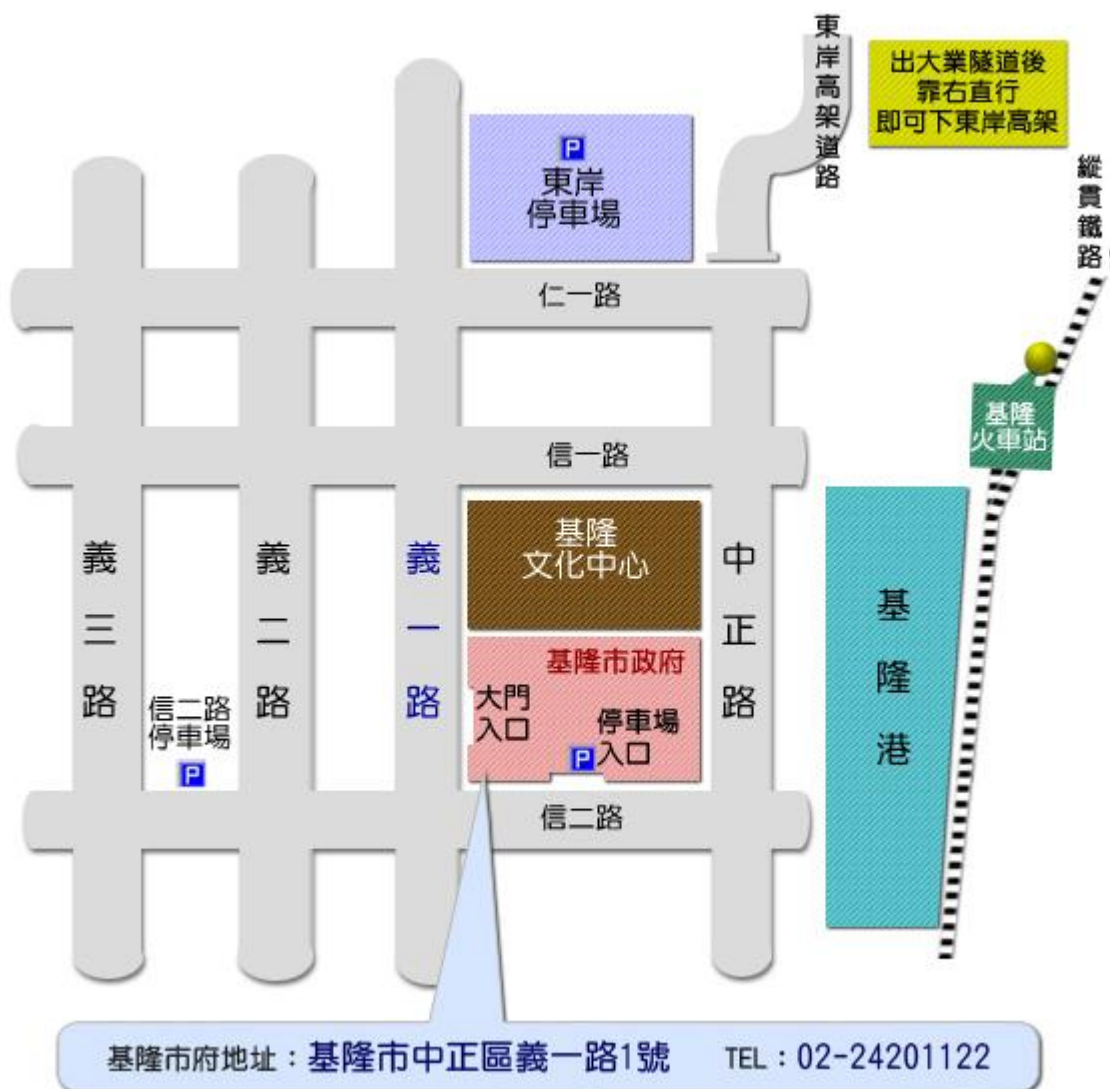 東岸高架道路
出大業隧道後
靠右直行
即可下東岸高架
縱貫鐵路
P
東岸
停車場
仁一路
基隆
火車站
信一路
基隆
文化中心
義三路
義二路
義一路
中正路
基隆港
基隆市政府
大門
入口
停車場
入口
P
信二路
停車場
P
信二路
基隆市府地址：基隆市中正區義一路1號 TEL：02-24201122